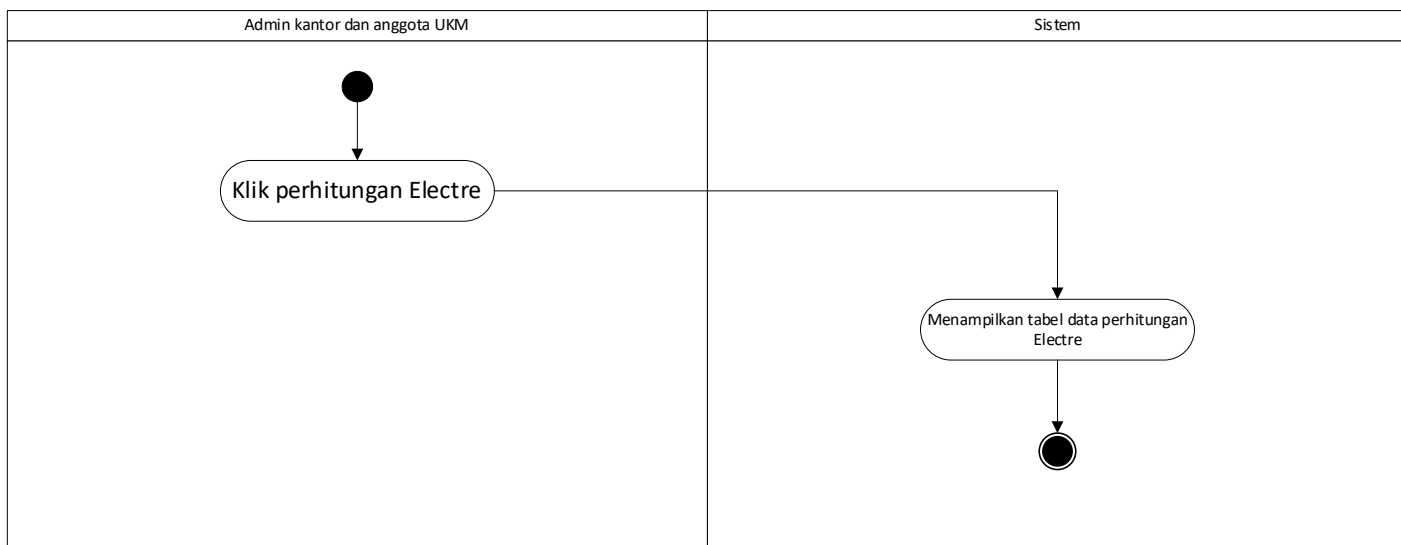 Admin kantor dan anggota UKM
Sistem
Klik perhitungan Electre
Menampilkan tabel data perhitungan
Electre